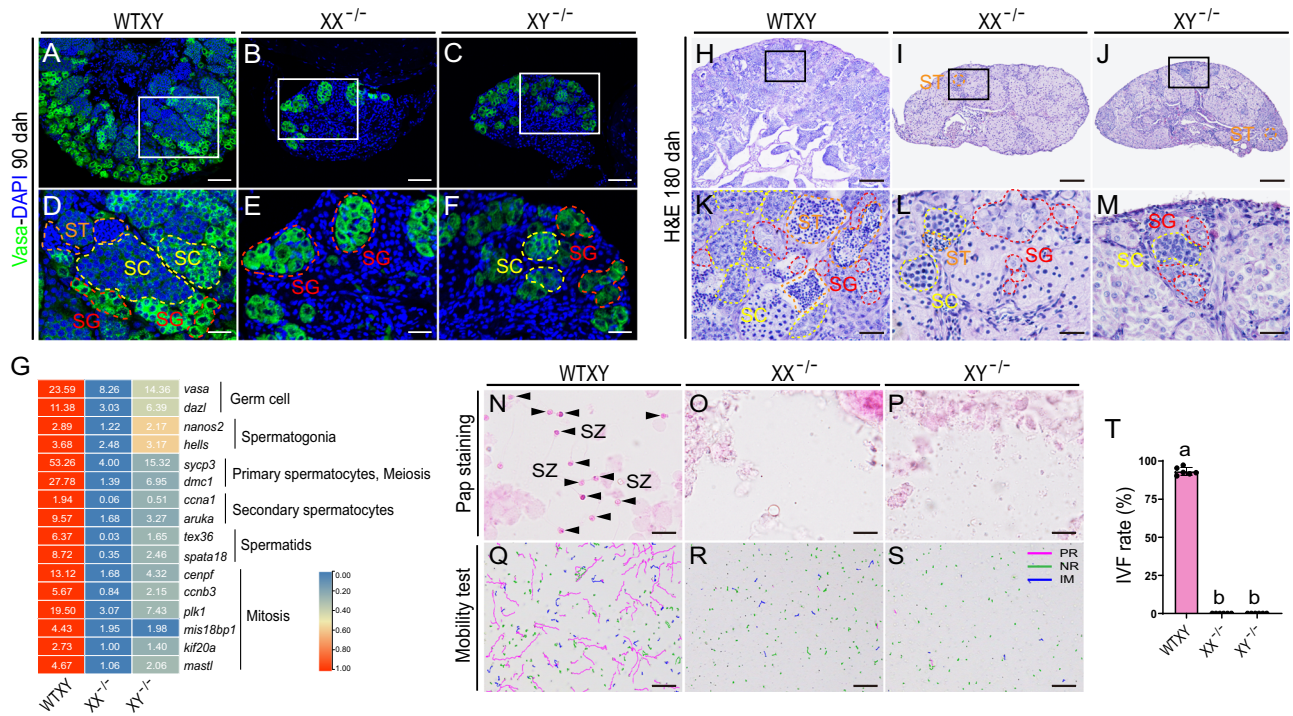 WTXY XX⁻/⁻ XY⁻/⁻
Vasa-DAPI 90 dah
A B C
D ST SC SC SG SG
E SG
F SC SG
WTXY XX⁻/⁻ XY⁻/⁻
H&E 180 dah
H I ST J ST
K SG SC
L ST SC SG
M SG SC
G
23.59 8.26 14.36 vasa
11.38 3.03 6.39 dazl
Germ cell
2.89 1.22 2.17 nanos2
3.68 2.48 3.17 hells
Spermatogonia
53.26 4.00 15.32 sycp3
27.78 1.39 6.95 dmc1
Primary spermatocytes, Meiosis
1.94 0.06 0.51 ccna1
9.57 1.68 3.27 aruka
Secondary spermatocytes
6.37 0.03 1.65 tex36
8.72 0.35 2.46 spata18
Spermatids
13.12 1.68 4.32 cenpf
5.67 0.84 2.15 ccnb3
19.50 3.07 7.43 plk1
4.43 1.95 1.98 mis18bp1
2.73 1.00 1.40 kif20a
4.67 1.06 2.06 mastl
Mitosis
0.00
0.20
0.40
0.60
0.80
1.00
WTXY XX⁻/⁻ XY⁻/⁻
WTXY XX⁻/⁻ XY⁻/⁻
Pap staining
N SZ SZ SZ
O P
Mobility test
Q R S
PR
NR
IM
T
IVF rate (%)
100
75
50
25
0
a b b
WTXY XX⁻/⁻ XY⁻/⁻